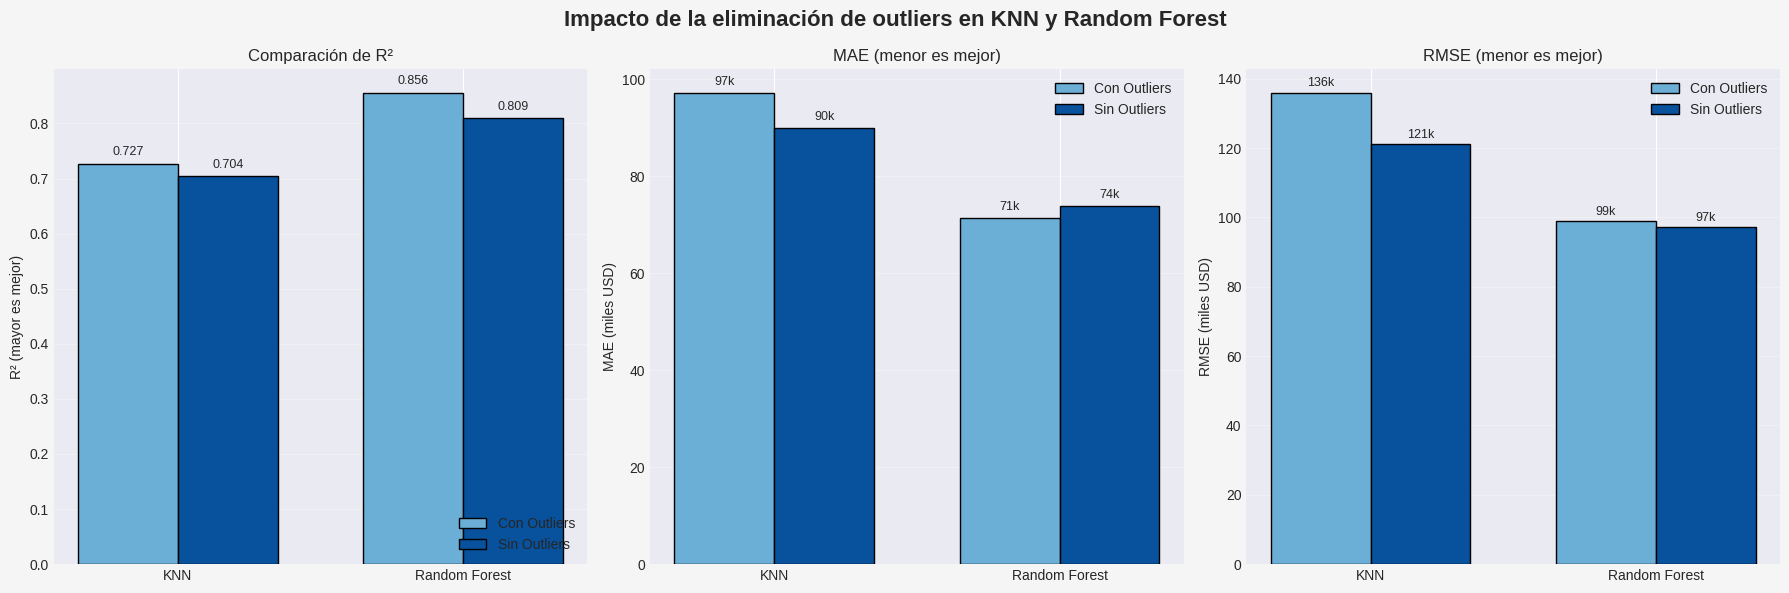 Impacto de la eliminación de outliers en KNN y Random Forest
Comparación de R²
R² (mayor es mejor)
0.8
0.7
0.6
0.5
0.4
0.3
0.2
0.1
0.0
0.727
0.704
0.856
0.809
Con Outliers
Sin Outliers
KNN
Random Forest
MAE (menor es mejor)
MAE (miles USD)
100
80
60
40
20
0
97k
90k
71k
74k
Con Outliers
Sin Outliers
KNN
Random Forest
RMSE (menor es mejor)
RMSE (miles USD)
140
120
100
80
60
40
20
0
136k
121k
99k
97k
Con Outliers
Sin Outliers
KNN
Random Forest